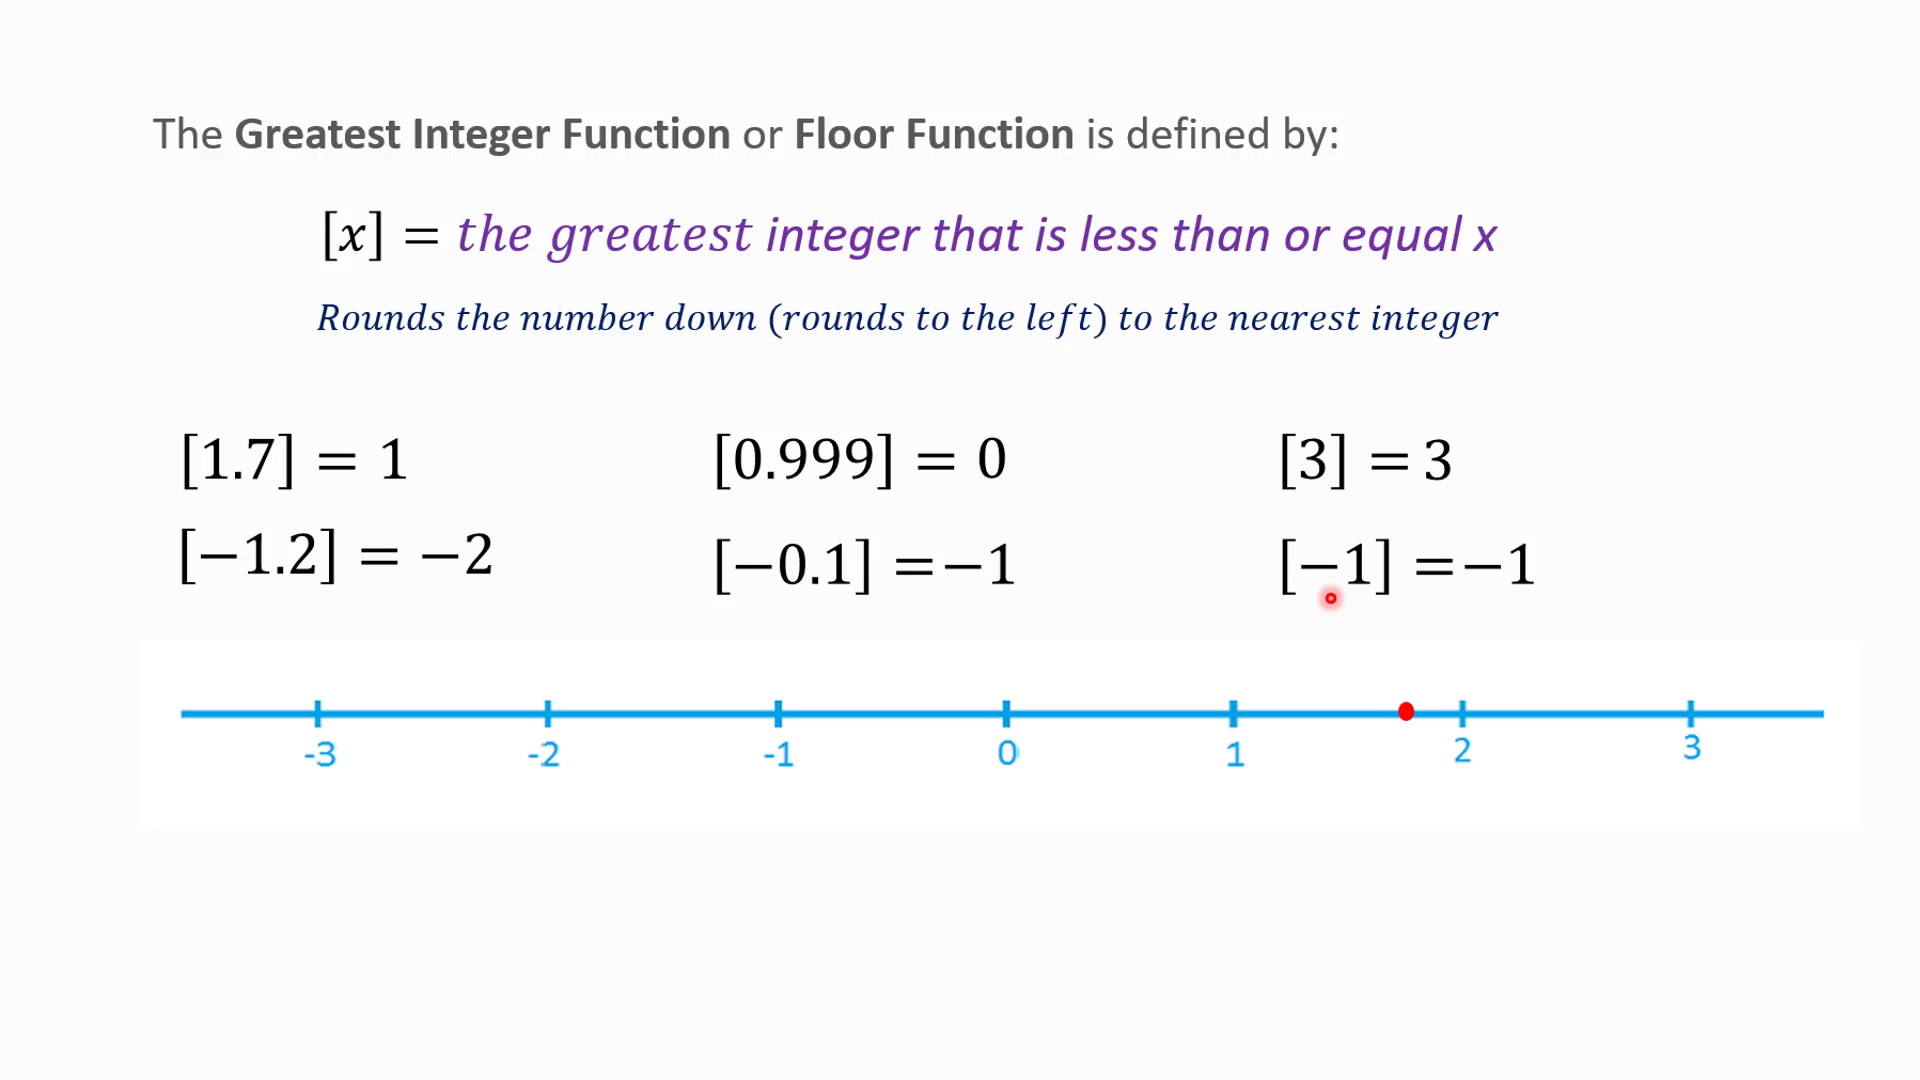 The Greatest Integer Function or Floor Function is defined by:
[x] = the greatest integer that is less than or equal x
Rounds the number down (rounds to the left) to the nearest integer
[1.7] = 1 [0.999] = 0 [3] = 3
[−1.2] = −2 [−0.1] = −1 [−1] = −1
-3 -2 -1 0 1 2 3